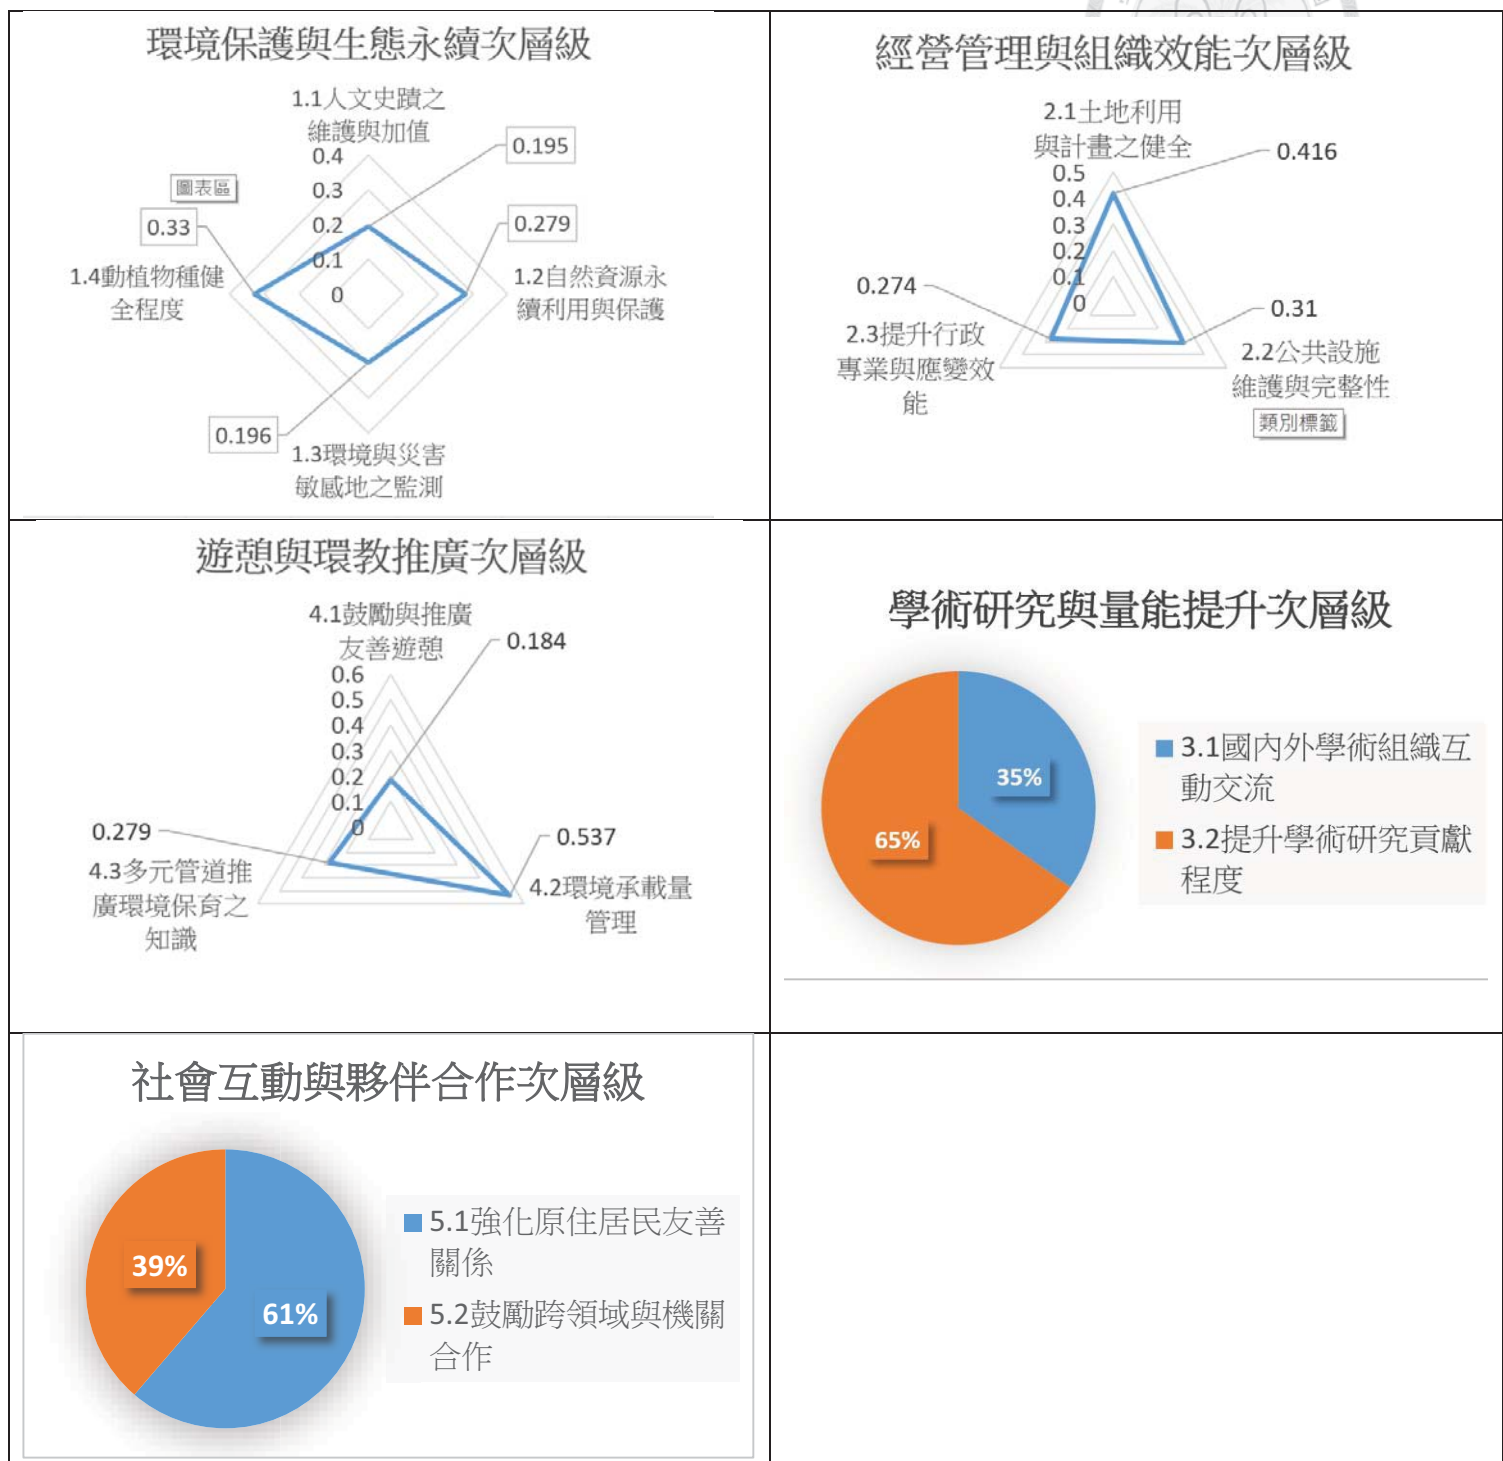 環境保護與生態永續次層級
1.1人文史蹟之
維護與加值
0.195
0.4
0.3
0.2
0.1
0
圖表區
0.33
0.279
1.4動植物種健
全程度
1.2自然資源永
續利用與保護
0.196
1.3環境與災害
敏感地之監測
經營管理與組織效能次層級
2.1土地利用
與計畫之健全
0.416
0.5
0.4
0.3
0.2
0.1
0
0.274
0.31
2.3提升行政
專業與應變效
能
2.2公共設施
維護與完整性
類別標籤
遊憩與環教推廣次層級
4.1鼓勵與推廣
友善遊憩
0.184
0.6
0.5
0.4
0.3
0.2
0.1
0
0.279
0.537
4.3多元管道推
廣環境保育之
知識
4.2環境承載量
管理
學術研究與量能提升次層級
35%
65%
3.1國內外學術組織互
動交流
3.2提升學術研究貢獻
程度
社會互動與夥伴合作次層級
39%
61%
5.1強化原住居民友善
關係
5.2鼓勵跨領域與機關
合作